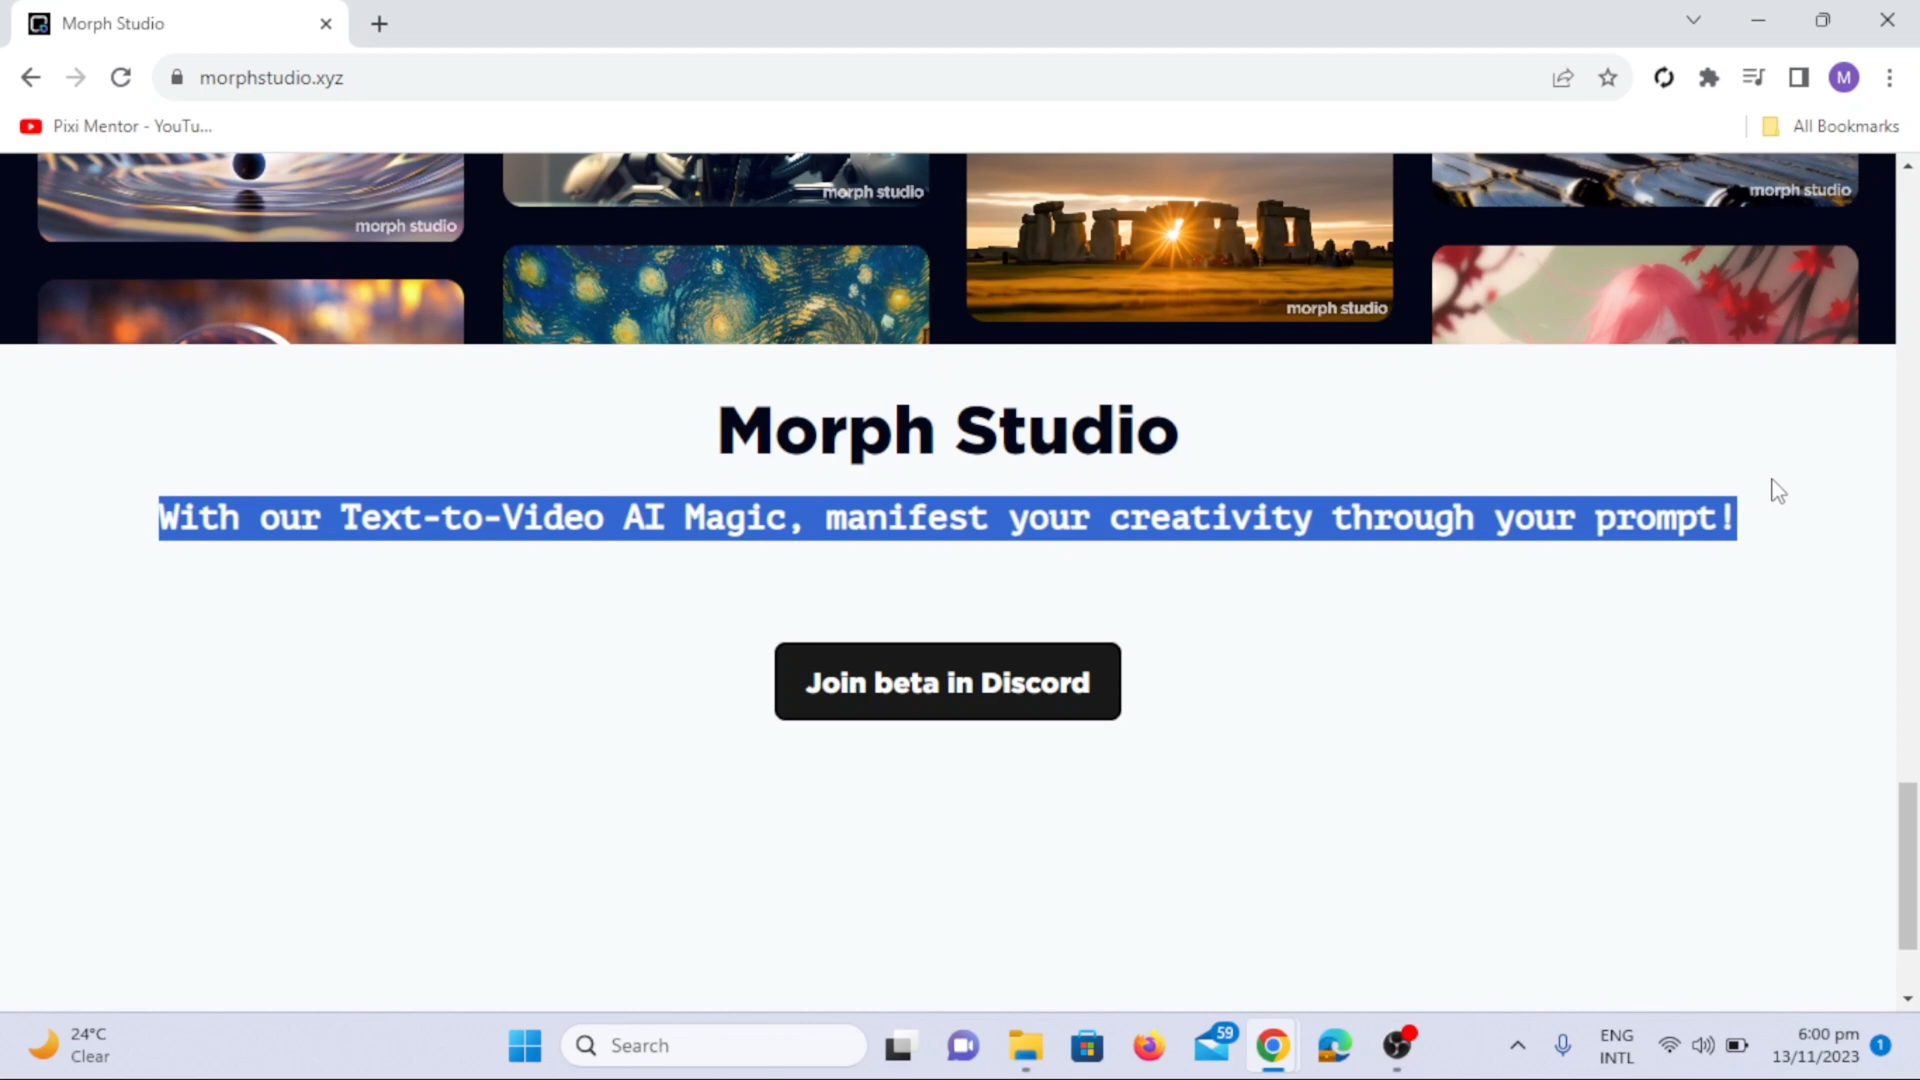 Morph Studio
morphstudio.xyz
M
Pixi Mentor - YouTu...
All Bookmarks
morph studio
morph studio
morph studio
morph studio
Morph Studio
With our Text-to-Video AI Magic, manifest your creativity through your prompt!
Join beta in Discord
24°C
Clear
Search
59
ENG
INTL
6:00 pm
13/11/2023
1